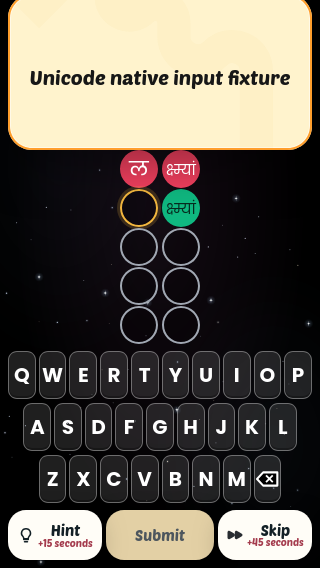 Unicode native input fixture
ल क्ष्म्यां
क्ष्म्यां
Q W E R T Y U I O P
A S D F G H J K L
Z X C V B N M
Hint
+15 seconds
Submit
Skip
+45 seconds